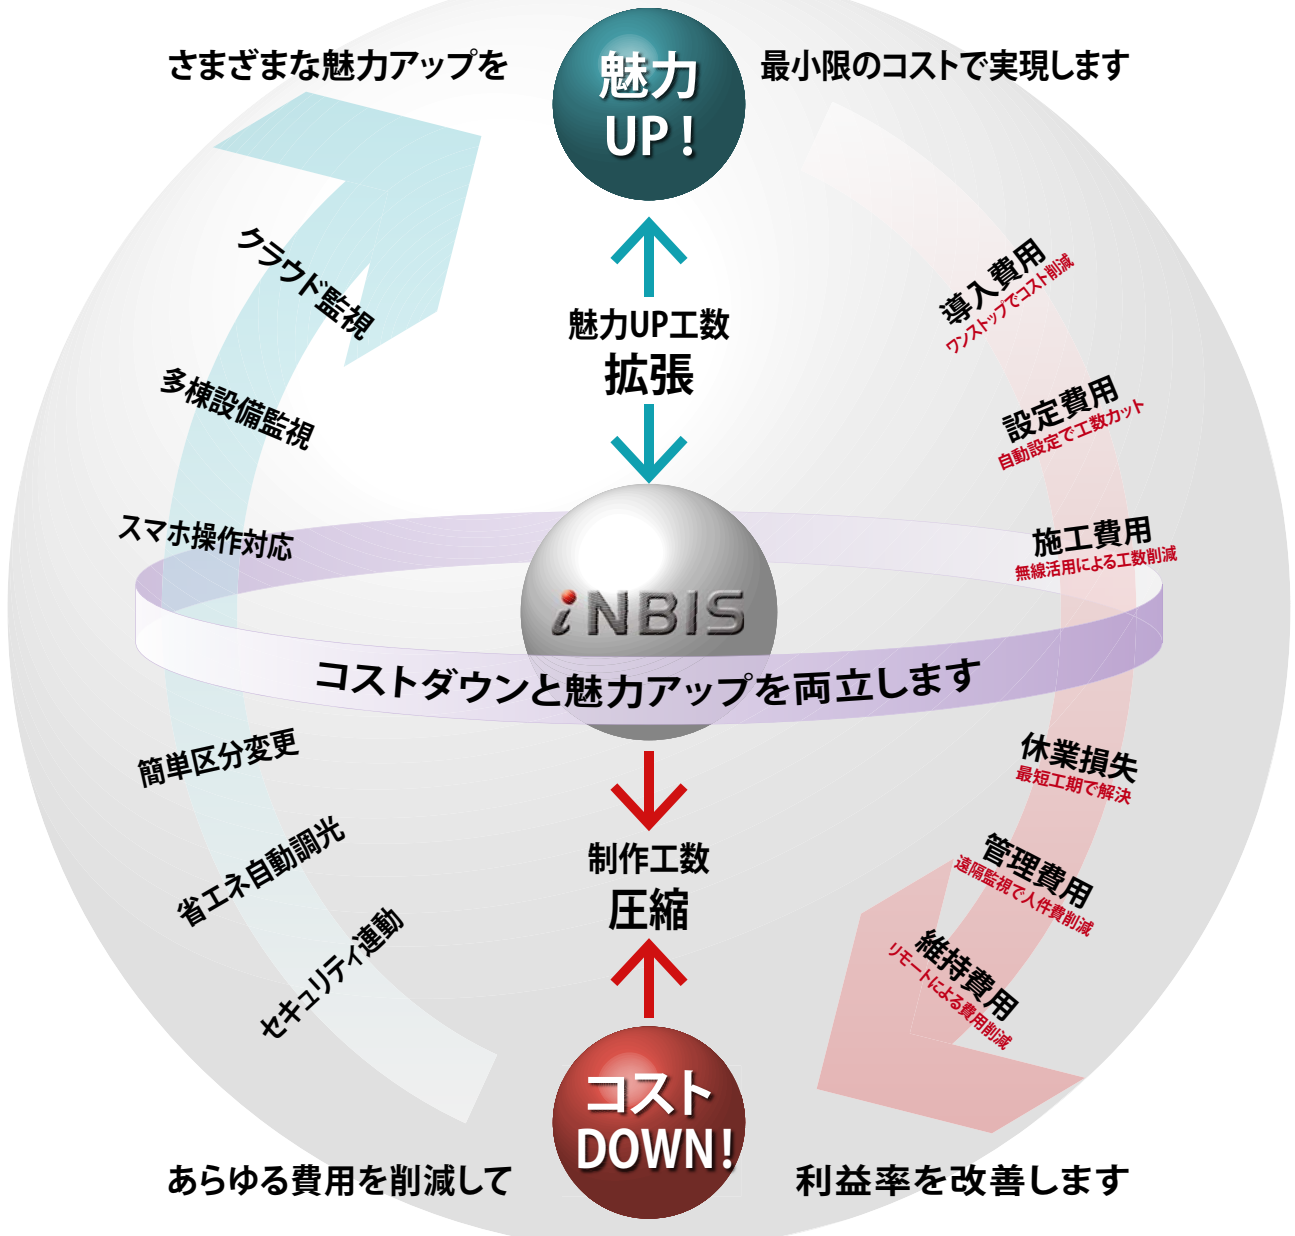 さまざまな魅力アップを
魅力
UP!
最小限のコストで実現します
魅力UP工数
拡張
クラウド監視
多棟設備監視
スマホ操作対応
導入費用
ワンストップでコスト削減
設定費用
自動設定で工数カット
施工費用
無線活用による工数削減
iNBIS
コストダウンと魅力アップを両立します
簡単区分変更
省エネ自動調光
セキュリティ連動
休業損失
最短工期で解決
管理費用
遠隔監視で人件費削減
維持費用
リモートによる費用削減
制作工数
圧縮
コスト
DOWN!
あらゆる費用を削減して
利益率を改善します